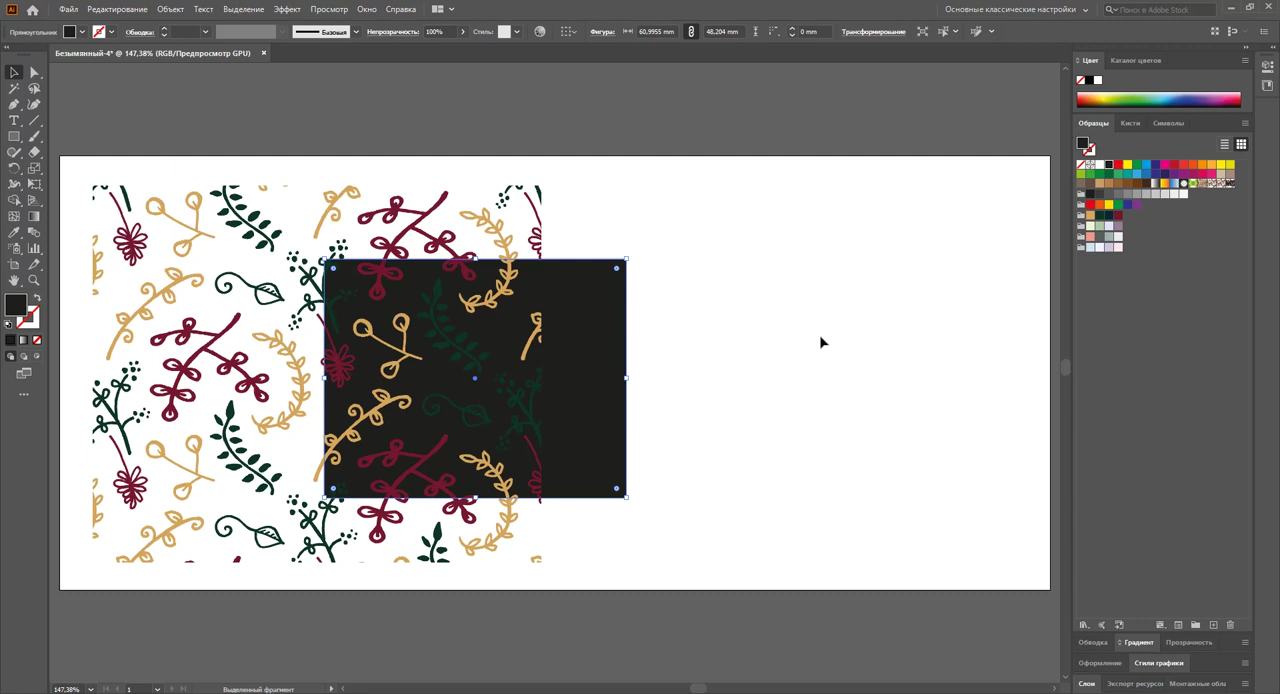 Ai Файл Редактирование Объект Текст Выделение Эффект Просмотр Окно Справка Основные классические настройки Поиск в Adobe Stock
Прямоугольник Обводка: Базовая Непрозрачность: 100% Стиль: Фигура: 60,9955 mm 48,204 mm 0 mm Трансформирование
Безымянный-4* @ 147,38% (RGB/Предпросмотр GPU) ×
Цвет Каталог цветов
Образцы Кисти Символы
Обводка Градиент Прозрачность
Оформление Стили графики
Слои Экспорт ресурсов Монтажные обла
147,38% 1 Выделенный фрагмент